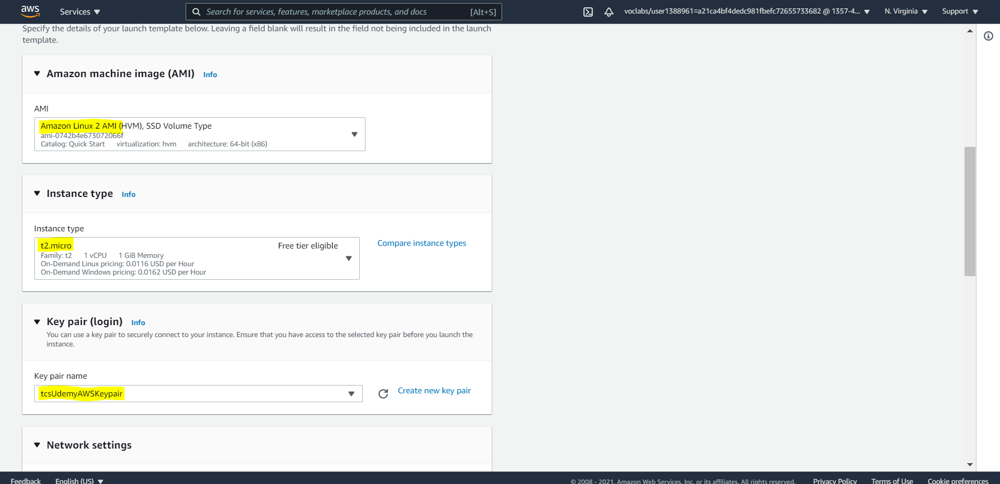 aws Services Search for services, features, marketplace products, and docs [Alt+S] voclabs/user1388961=a21ca4bf4dedc981fbefc72655733682 @ 1357-4... N. Virginia Support
Specify the details of your launch template below. Leaving a field blank will result in the field not being included in the launch
template.
Amazon machine image (AMI) Info
AMI
Amazon Linux 2 AMI (HVM), SSD Volume Type
ami-0742b4e673072066f
Catalog: Quick Start virtualization: hvm architecture: 64-bit (x86)
Instance type Info
Instance type
t2.micro Free tier eligible
Family: t2 1 vCPU 1 GiB Memory
On-Demand Linux pricing: 0.0116 USD per Hour
On-Demand Windows pricing: 0.0162 USD per Hour
Compare instance types
Key pair (login) Info
You can use a key pair to securely connect to your instance. Ensure that you have access to the selected key pair before you launch the
instance.
Key pair name
tcsUdemyAWSKeypair
Create new key pair
Network settings
Feedback English (US) © 2008 - 2021, Amazon Web Services, Inc. or its affiliates. All rights reserved. Privacy Policy Terms of Use Cookie preferences